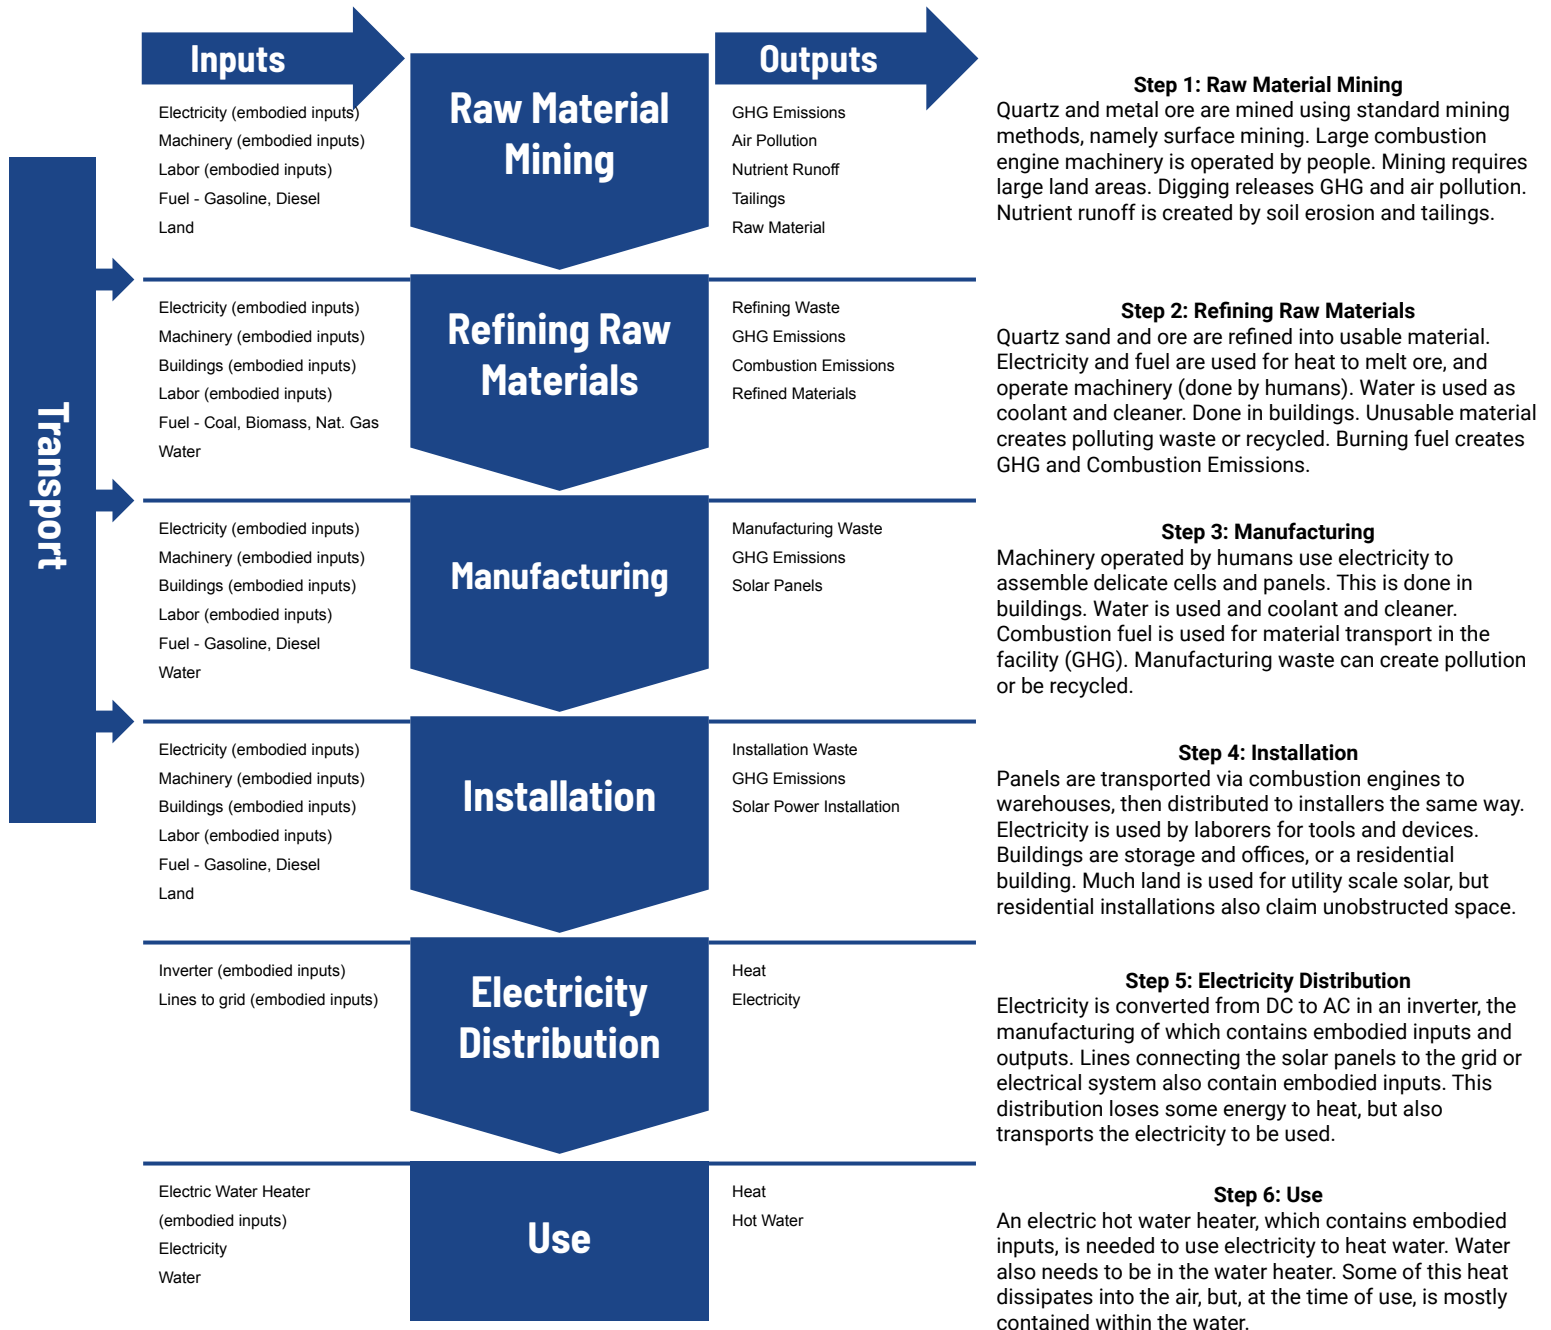 Inputs
Outputs
Transport
Raw Material
Mining
Electricity (embodied inputs)
Machinery (embodied inputs)
Labor (embodied inputs)
Fuel - Gasoline, Diesel
Land
GHG Emissions
Air Pollution
Nutrient Runoff
Tailings
Raw Material
Step 1: Raw Material Mining
Quartz and metal ore are mined using standard mining
methods, namely surface mining. Large combustion
engine machinery is operated by people. Mining requires
large land areas. Digging releases GHG and air pollution.
Nutrient runoff is created by soil erosion and tailings.
Electricity (embodied inputs)
Machinery (embodied inputs)
Buildings (embodied inputs)
Labor (embodied inputs)
Fuel - Coal, Biomass, Nat. Gas
Water
Refining Raw
Materials
Refining Waste
GHG Emissions
Combustion Emissions
Refined Materials
Step 2: Refining Raw Materials
Quartz sand and ore are refined into usable material.
Electricity and fuel are used for heat to melt ore, and
operate machinery (done by humans). Water is used as
coolant and cleaner. Done in buildings. Unusable material
creates polluting waste or recycled. Burning fuel creates
GHG and Combustion Emissions.
Electricity (embodied inputs)
Machinery (embodied inputs)
Buildings (embodied inputs)
Labor (embodied inputs)
Fuel - Gasoline, Diesel
Water
Manufacturing
Manufacturing Waste
GHG Emissions
Solar Panels
Step 3: Manufacturing
Machinery operated by humans use electricity to
assemble delicate cells and panels. This is done in
buildings. Water is used and coolant and cleaner.
Combustion fuel is used for material transport in the
facility (GHG). Manufacturing waste can create pollution
or be recycled.
Electricity (embodied inputs)
Machinery (embodied inputs)
Buildings (embodied inputs)
Labor (embodied inputs)
Fuel - Gasoline, Diesel
Land
Installation
Installation Waste
GHG Emissions
Solar Power Installation
Step 4: Installation
Panels are transported via combustion engines to
warehouses, then distributed to installers the same way.
Electricity is used by laborers for tools and devices.
Buildings are storage and offices, or a residential
building. Much land is used for utility scale solar, but
residential installations also claim unobstructed space.
Inverter (embodied inputs)
Lines to grid (embodied inputs)
Electricity
Distribution
Heat
Electricity
Step 5: Electricity Distribution
Electricity is converted from DC to AC in an inverter, the
manufacturing of which contains embodied inputs and
outputs. Lines connecting the solar panels to the grid or
electrical system also contain embodied inputs. This
distribution loses some energy to heat, but also
transports the electricity to be used.
Electric Water Heater
(embodied inputs)
Electricity
Water
Use
Heat
Hot Water
Step 6: Use
An electric hot water heater, which contains embodied
inputs, is needed to use electricity to heat water. Water
also needs to be in the water heater. Some of this heat
dissipates into the air, but, at the time of use, is mostly
contained within the water.